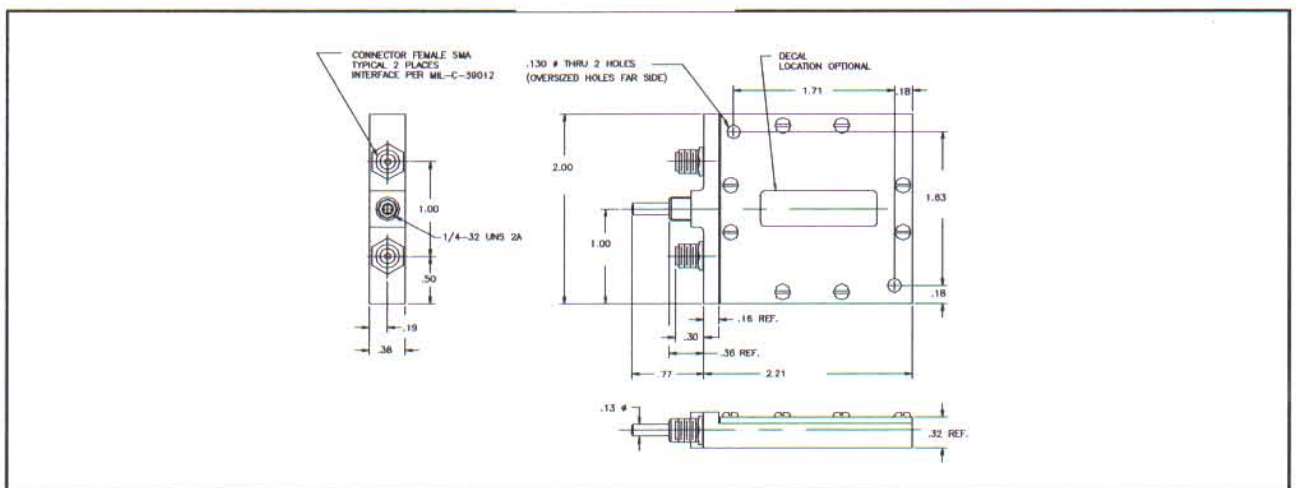 CONNECTOR FEMALE SMA
TYPICAL 2 PLACES
INTERFACE PER MIL-C-39012
.130 ø THRU 2 HOLES
(OVERSIZED HOLES FAR SIDE)
DECAL
LOCATION OPTIONAL
1.71
.18
2.00
1.00
1/4-32 UNS 2A
.50
.19
.38
1.00
1.63
.18
.16 REF.
.30
.36 REF.
.77
2.21
.13 ø
.32 REF.